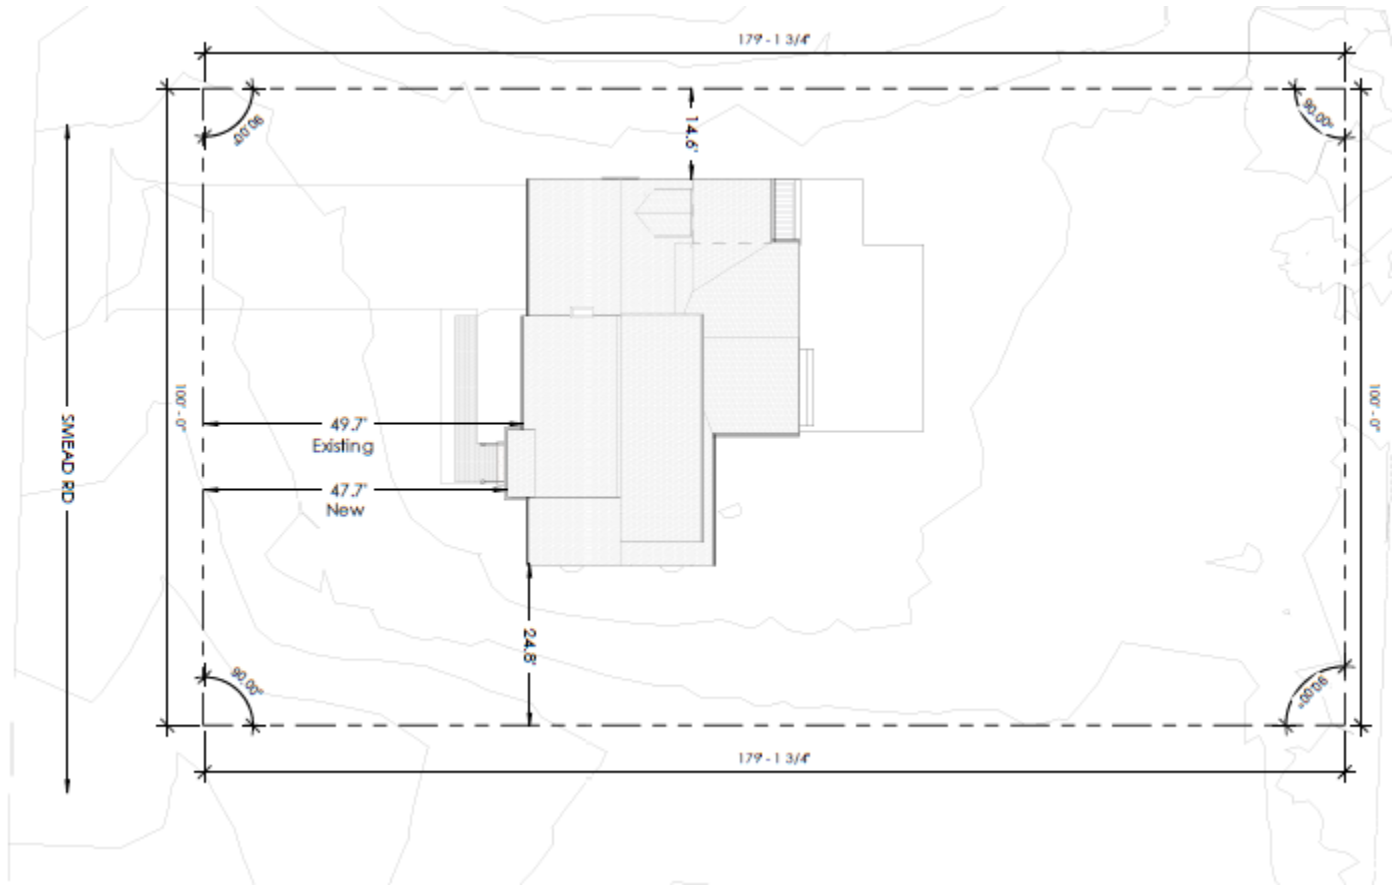 179' - 1 3/4"
90.00°
90.00°
14.6'
100' - 0"
100' - 0"
SMEAD RD
49.7'
Existing
47.7'
New
24.8'
90.00°
90.00°
179' - 1 3/4"